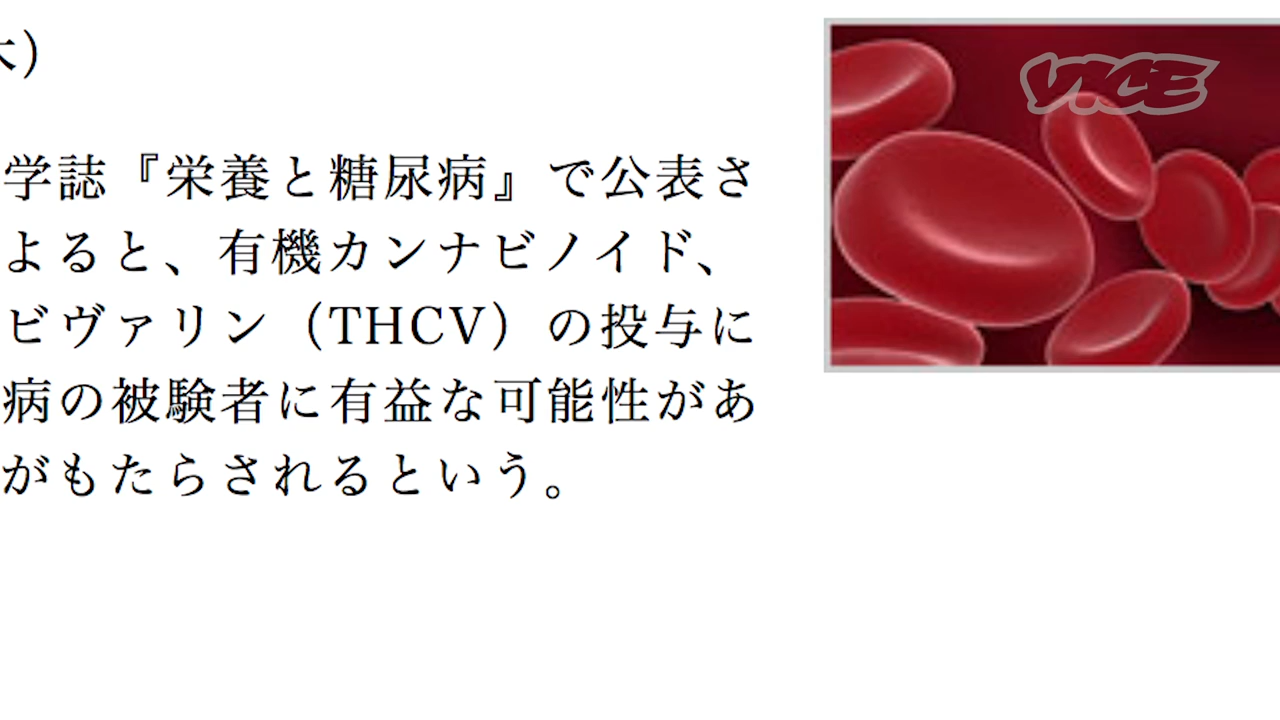 木）
学誌『栄養と糖尿病』で公表さ
よると、有機カンナビノイド、
ビヴァリン（THCV）の投与に
病の被験者に有益な可能性があ
がもたらされるという。
VICE